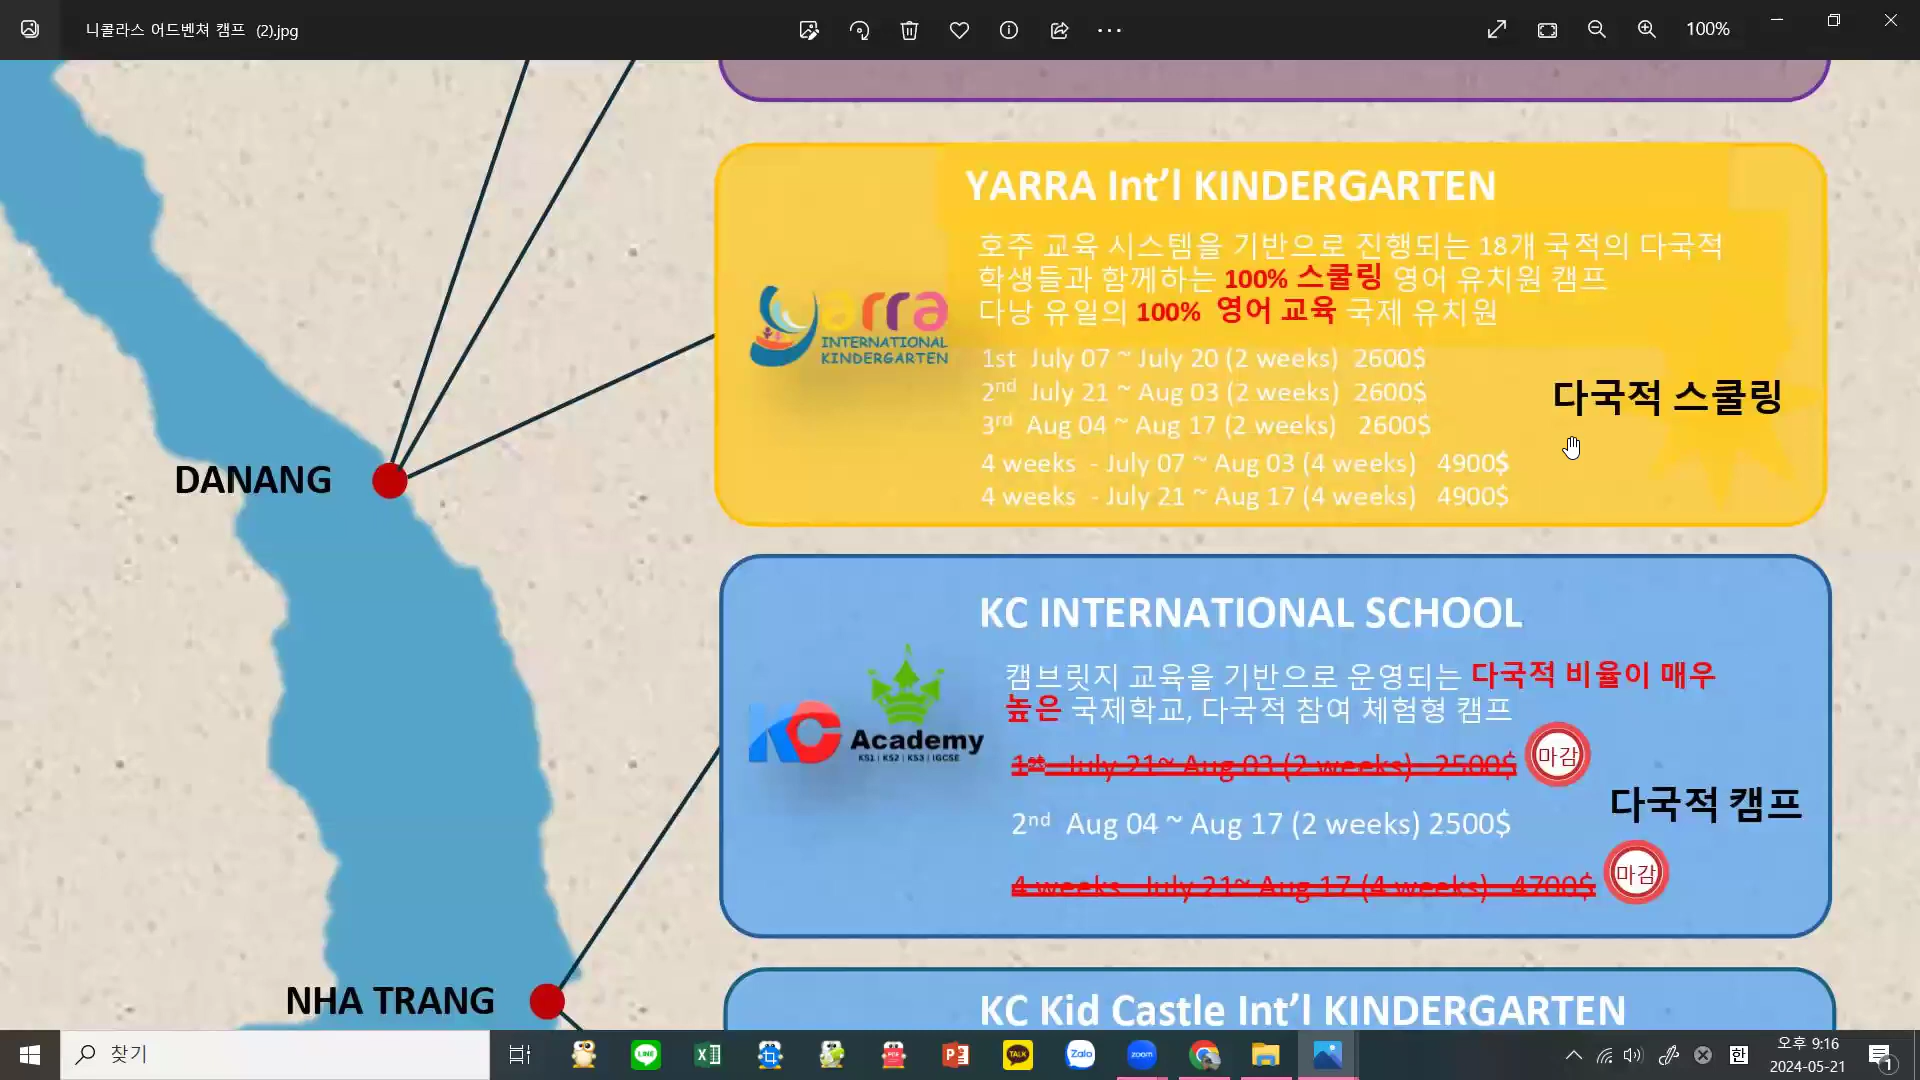 니콜라스 어드벤쳐 캠프 (2).jpg
100%
YARRA Int'l KINDERGARTEN
호주 교육 시스템을 기반으로 진행되는 18개 국적의 다국적
학생들과 함께하는 100% 스쿨링 영어 유치원 캠프
다낭 유일의 100% 영어 교육 국제 유치원
yarra
INTERNATIONAL
KINDERGARTEN
1st July 07 ~ July 20 (2 weeks) 2600$
2nd July 21 ~ Aug 03 (2 weeks) 2600$
3rd Aug 04 ~ Aug 17 (2 weeks) 2600$
다국적 스쿨링
4 weeks - July 07 ~ Aug 03 (4 weeks) 4900$
4 weeks - July 21 ~ Aug 17 (4 weeks) 4900$
DANANG
KC INTERNATIONAL SCHOOL
캠브릿지 교육을 기반으로 운영되는 다국적 비율이 매우
높은 국제학교, 다국적 참여 체험형 캠프
KC Academy
KS1 | KS2 | KS3 | IGCSE
1st July 21~ Aug 03 (2 weeks) 2500$ 마감
2nd Aug 04 ~ Aug 17 (2 weeks) 2500$
다국적 캠프
4 weeks July 21~ Aug 17 (4 weeks) 4700$ 마감
NHA TRANG
KC Kid Castle Int'l KINDERGARTEN
찾기
LINE
TALK
Zalo
zoom
한
오후 9:16
2024-05-21
1